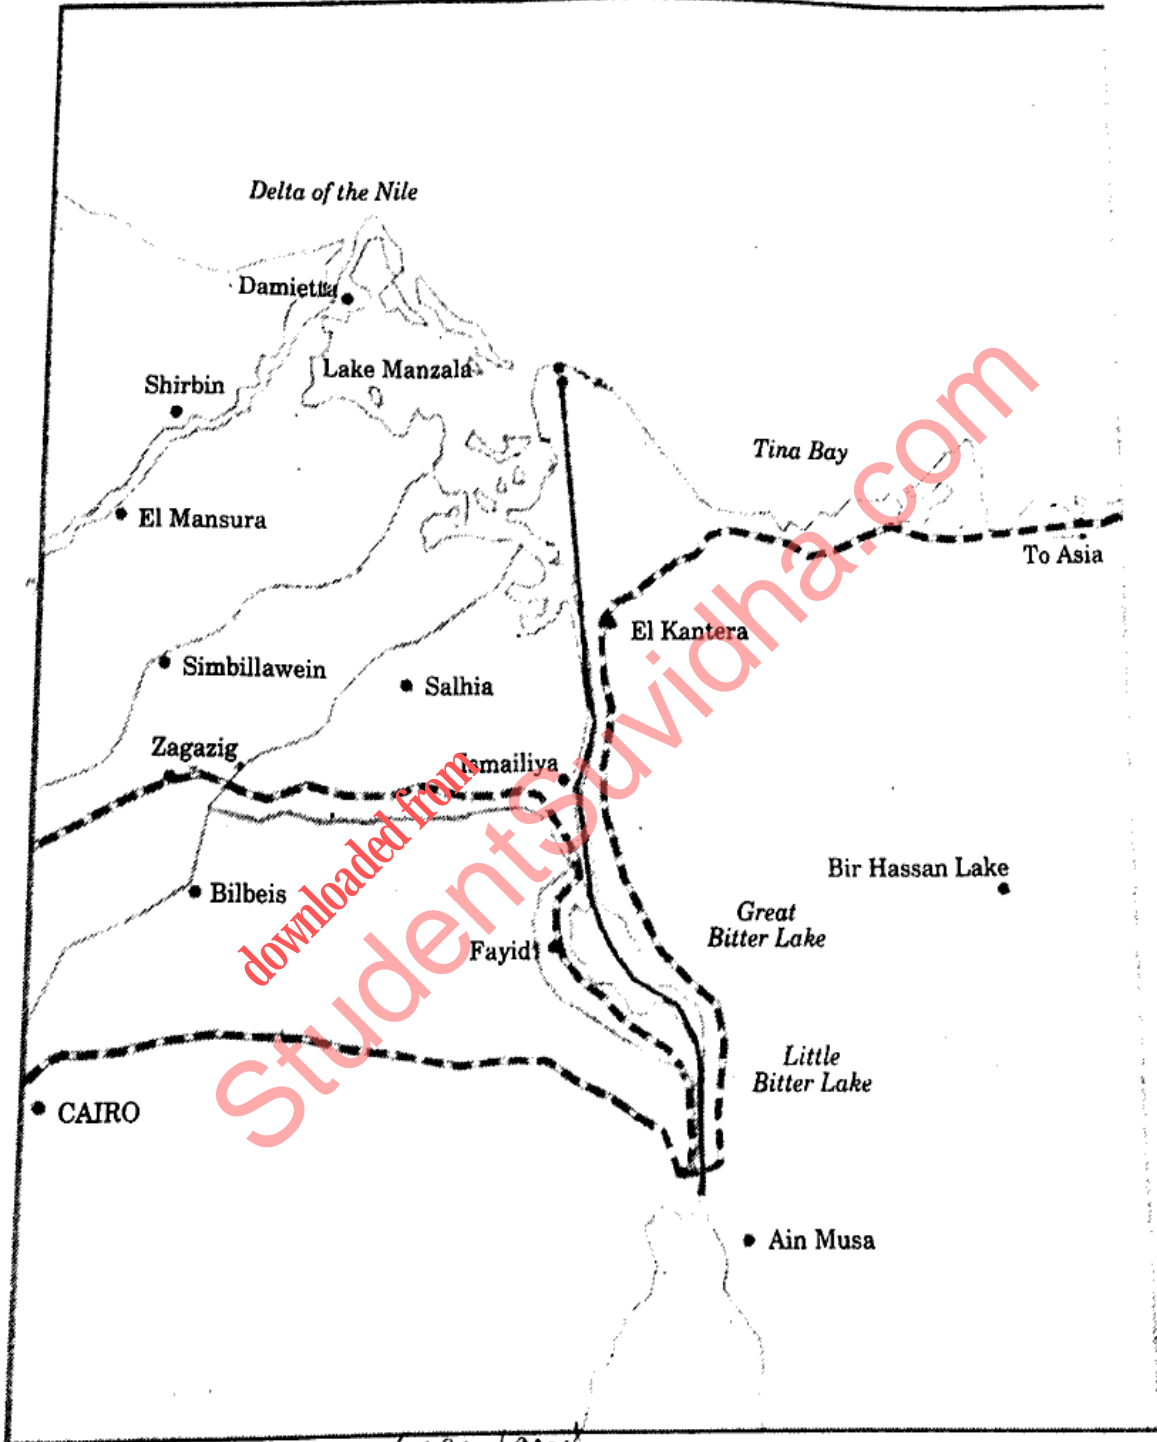 Delta of the Nile
Damietta
Lake Manzala
Shirbin
Tina Bay
El Mansura
To Asia
El Kantera
Simbillawein
Salhia
Zagazig
Ismailiya
Bir Hassan Lake
Bilbeis
Great
Bitter Lake
Fayid
Little
Bitter Lake
CAIRO
Ain Musa
downloaded from
StudentSuvidha.com